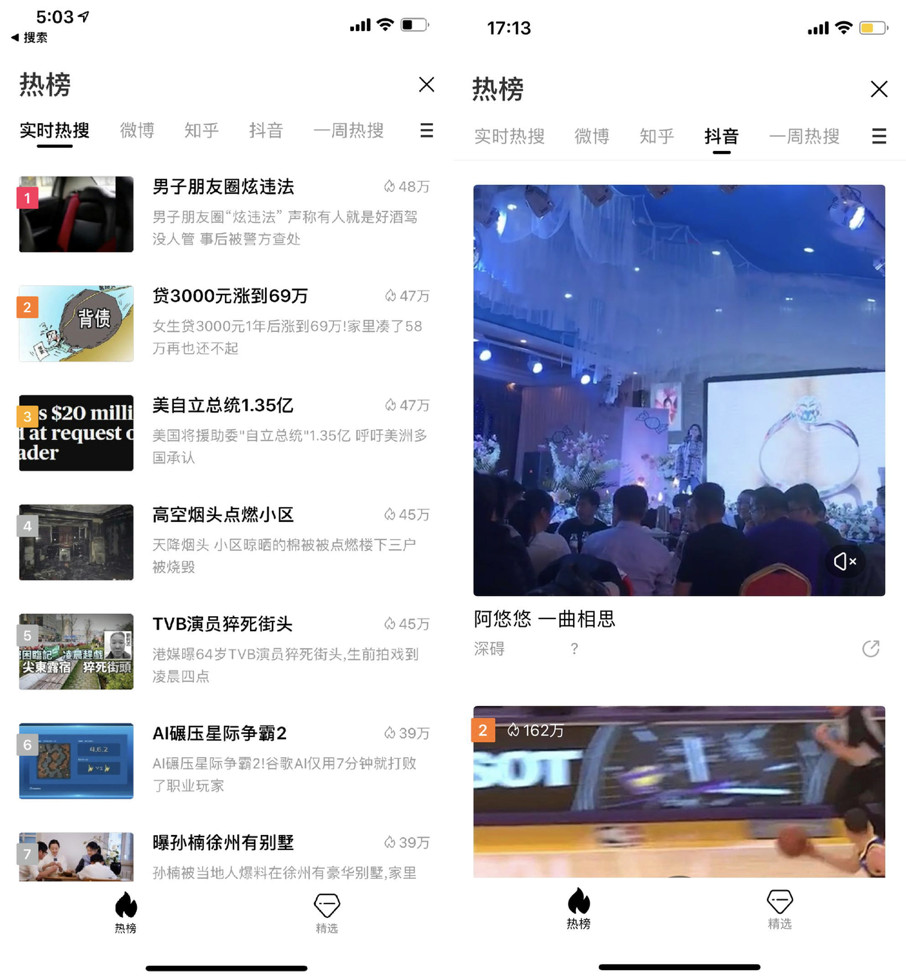 5:03
搜索
热榜
实时热搜 微博 知乎 抖音 一周热搜
1
男子朋友圈炫违法 48万
男子朋友圈“炫违法” 声称有人就是好酒驾
没人管 事后被警方查处
2
背债
贷3000元涨到69万 47万
女生贷3000元1年后涨到69万!家里凑了58
万再也还不起
3
s $20 milli
d at request o
ader
美自立总统1.35亿 47万
美国将援助委"自立总统"1.35亿 呼吁美洲多
国承认
4
高空烟头点燃小区 45万
天降烟头 小区晾晒的棉被被点燃楼下三户
被烧毁
5
困臨記 凌晨趕戲
尖東露宿 猝死街頭
TVB演员猝死街头 45万
港媒曝64岁TVB演员猝死街头,生前拍戏到
凌晨四点
6
AI碾压星际争霸2 39万
AI碾压星际争霸2!谷歌AI仅用7分钟就打败
了职业玩家
7
曝孙楠徐州有别墅 39万
孙楠被当地人爆料在徐州有豪华别墅,家里
热榜 精选
17:13
热榜
实时热搜 微博 知乎 抖音 一周热搜
阿悠悠 一曲相思
深碍 ?
2 162万
SOT
热榜 精选